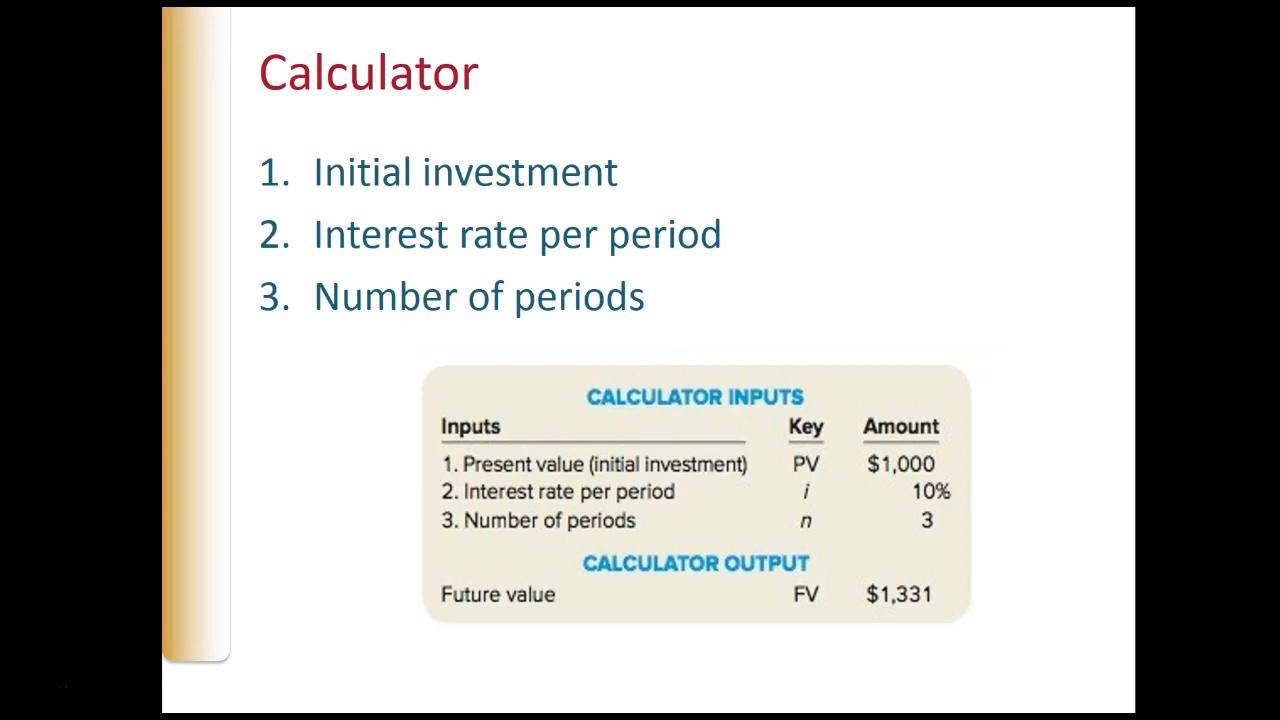 Calculator
1. Initial investment
2. Interest rate per period
3. Number of periods
CALCULATOR INPUTS
Inputs Key Amount
1. Present value (initial investment) PV $1,000
2. Interest rate per period i 10%
3. Number of periods n 3
CALCULATOR OUTPUT
Future value FV $1,331